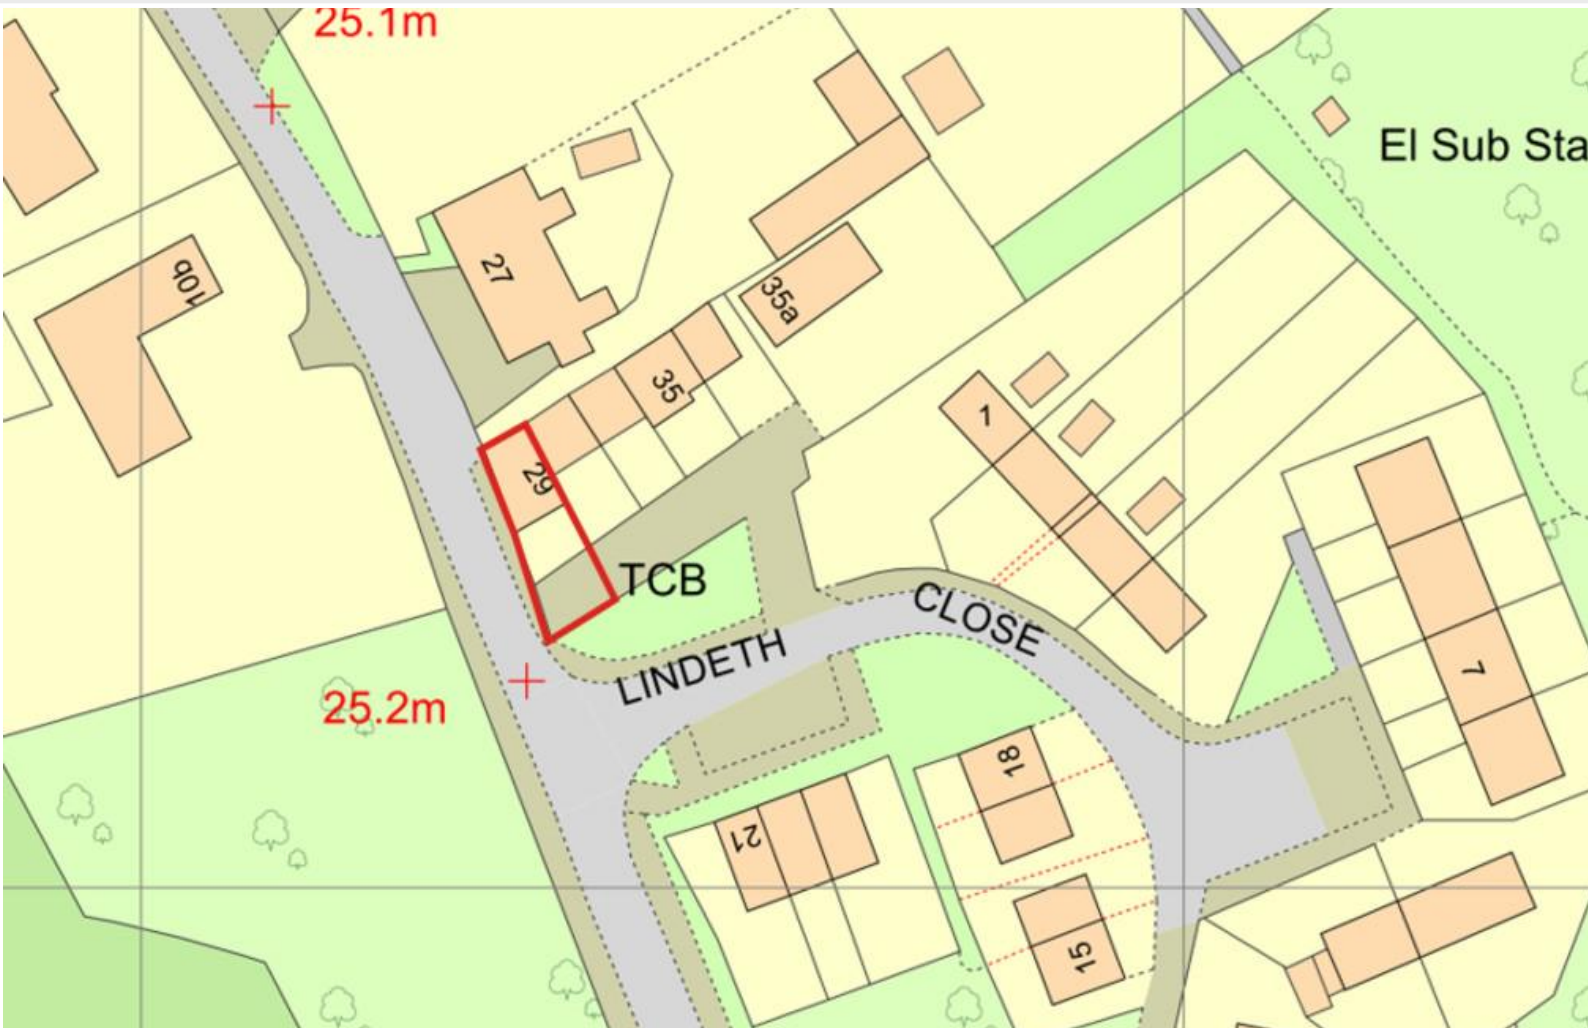 25.1m
El Sub Sta
10b
27
35a
35
1
29
TCB
CLOSE
LINDETH
7
25.2m
18
21
15